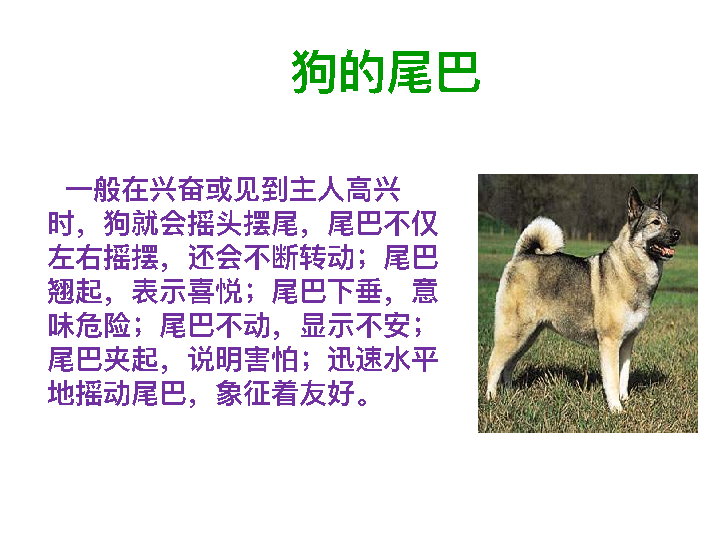 狗的尾巴
一般在兴奋或见到主人高兴
时，狗就会摇头摆尾，尾巴不仅
左右摇摆，还会不断转动；尾巴
翘起，表示喜悦；尾巴下垂，意
味危险；尾巴不动，显示不安；
尾巴夹起，说明害怕；迅速水平
地摇动尾巴，象征着友好。